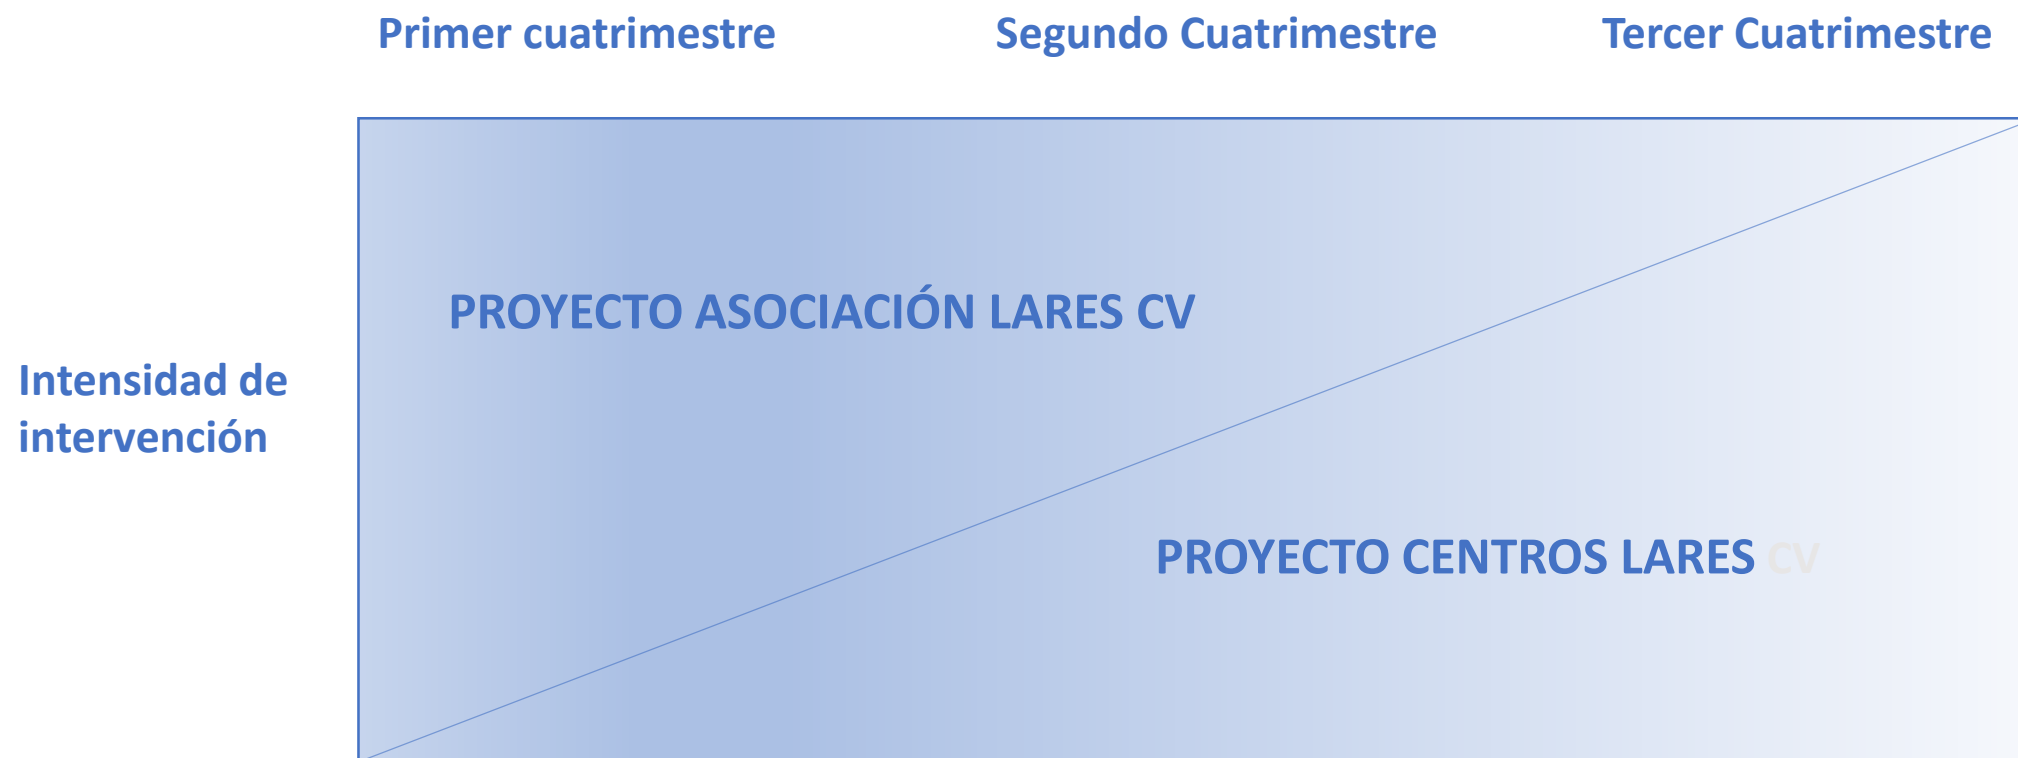 Primer cuatrimestre
Segundo Cuatrimestre
Tercer Cuatrimestre
PROYECTO ASOCIACIÓN LARES CV
Intensidad de
intervención
PROYECTO CENTROS LARES CV